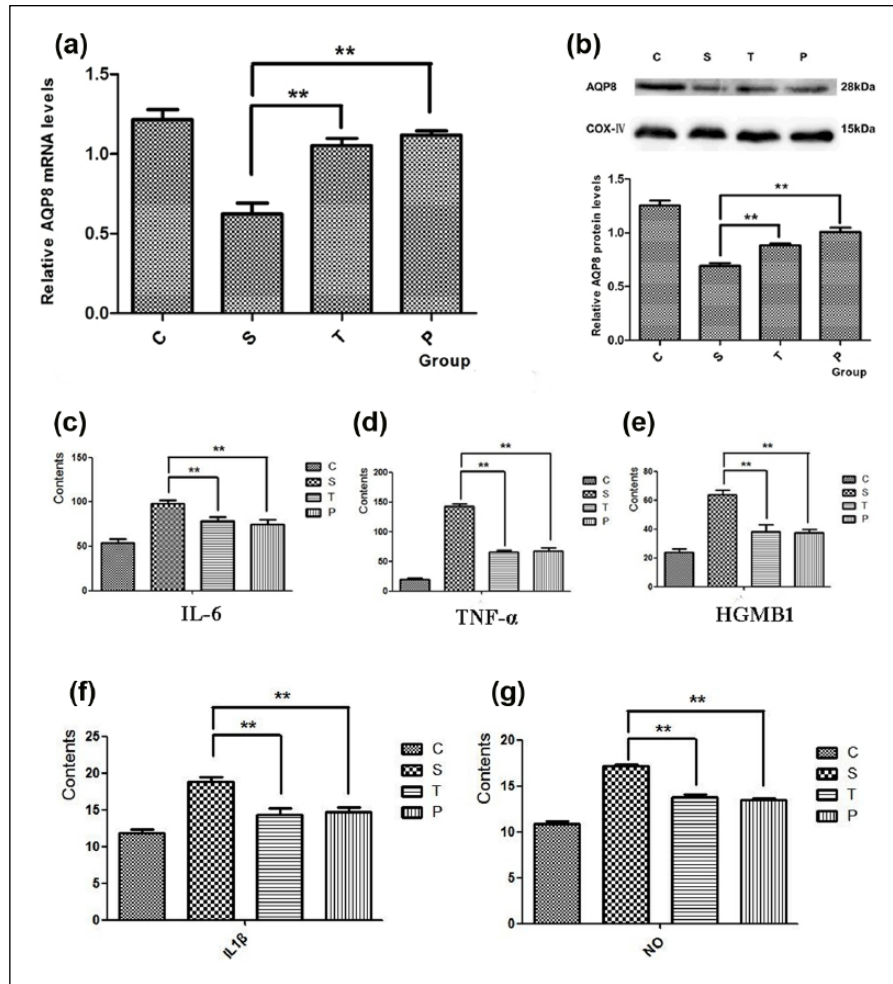 (a)
**
**
Relative AQP8 mRNA levels
1.5
1.0
0.5
0.0
C
S
T
P
Group
(b)
C S T P
AQP8 28kDa
COX-Ⅳ 15kDa
**
**
Relative AQP8 protein levels
1.5
1.0
0.5
0.0
C
S
T
P
Group
(c)
**
**
Contents
150
100
50
0
C
S
T
P
IL-6
(d)
**
**
Contents
200
150
100
50
0
C
S
T
P
TNF-α
(e)
**
**
Contents
80
60
40
20
0
C
S
T
P
HGMB1
(f)
**
**
Contents
25
20
15
10
5
0
C
S
T
P
IL1β
(g)
**
**
Contents
20
15
10
5
0
C
S
T
P
NO